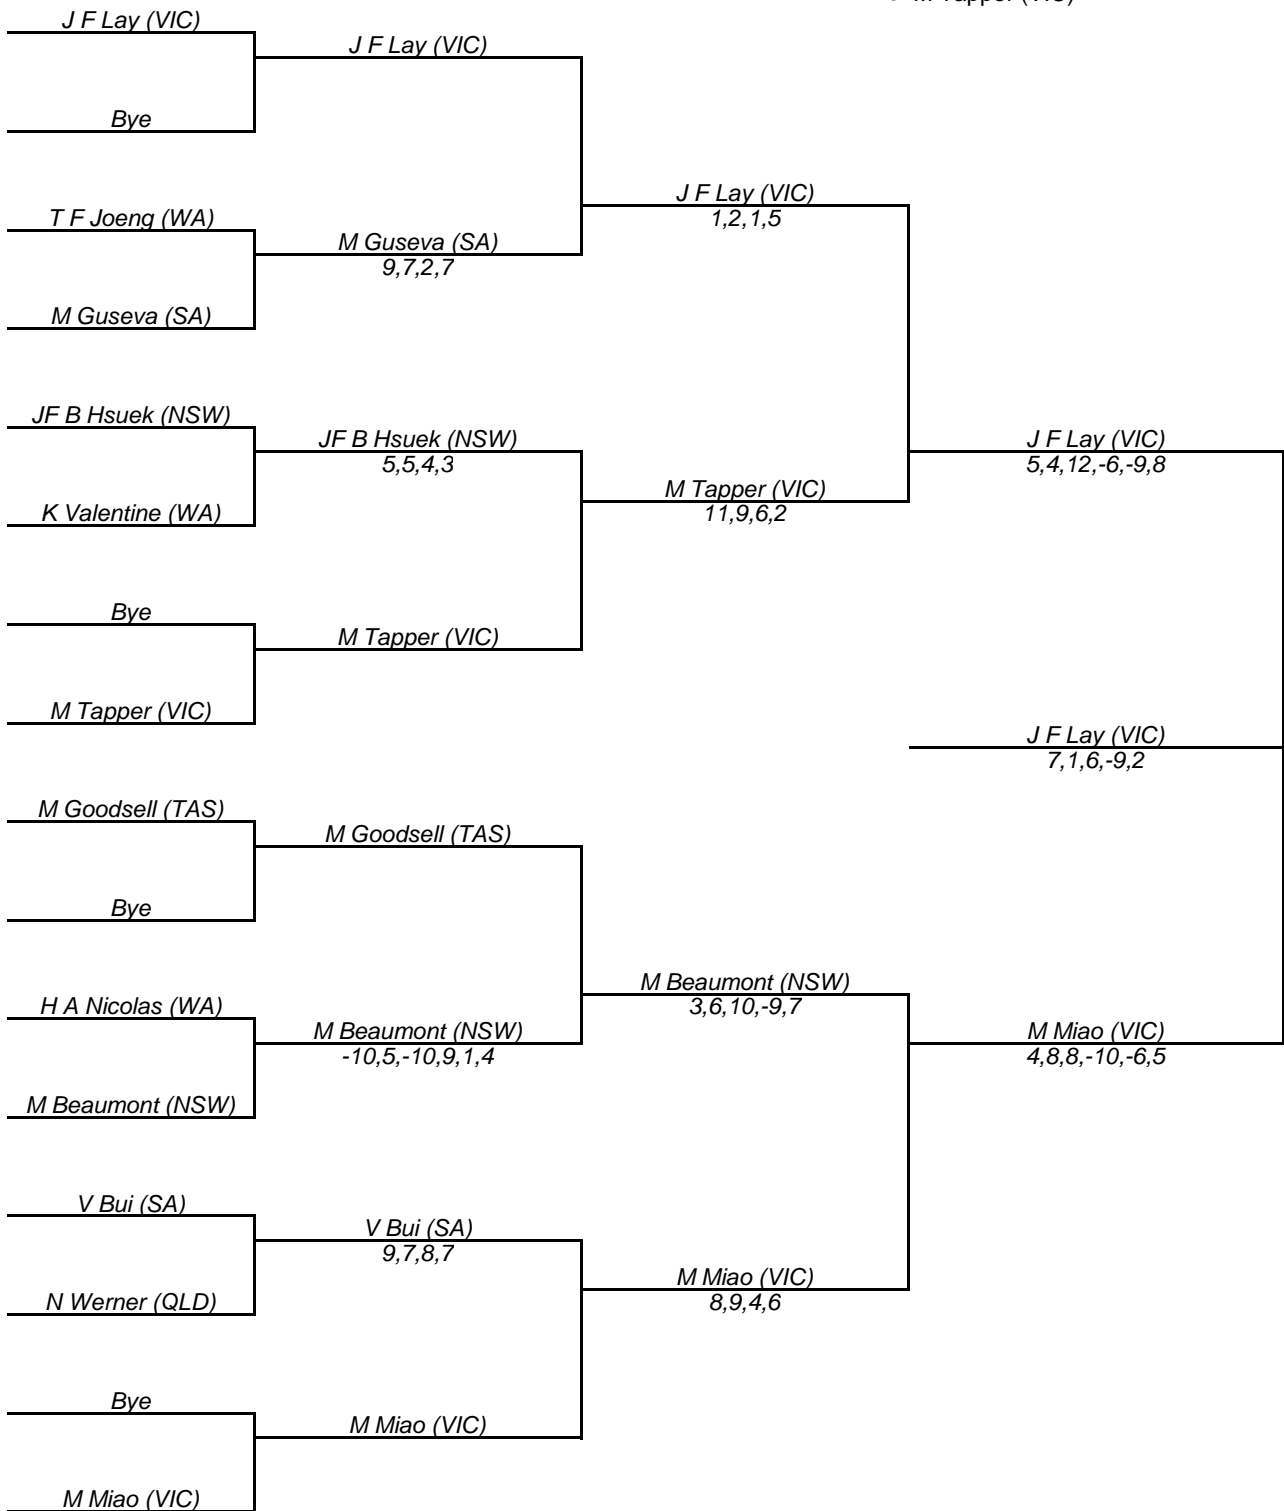 M Tapper (VIC)
J F Lay (VIC)
J F Lay (VIC)
Bye
J F Lay (VIC)
1,2,1,5
T F Joeng (WA)
M Guseva (SA)
9,7,2,7
M Guseva (SA)
JF B Hsuek (NSW)
JF B Hsuek (NSW)
5,5,4,3
J F Lay (VIC)
5,4,12,-6,-9,8
M Tapper (VIC)
11,9,6,2
K Valentine (WA)
Bye
M Tapper (VIC)
M Tapper (VIC)
J F Lay (VIC)
7,1,6,-9,2
M Goodsell (TAS)
M Goodsell (TAS)
Bye
M Beaumont (NSW)
3,6,10,-9,7
H A Nicolas (WA)
M Beaumont (NSW)
-10,5,-10,9,1,4
M Miao (VIC)
4,8,8,-10,-6,5
M Beaumont (NSW)
V Bui (SA)
V Bui (SA)
9,7,8,7
M Miao (VIC)
8,9,4,6
N Werner (QLD)
Bye
M Miao (VIC)
M Miao (VIC)